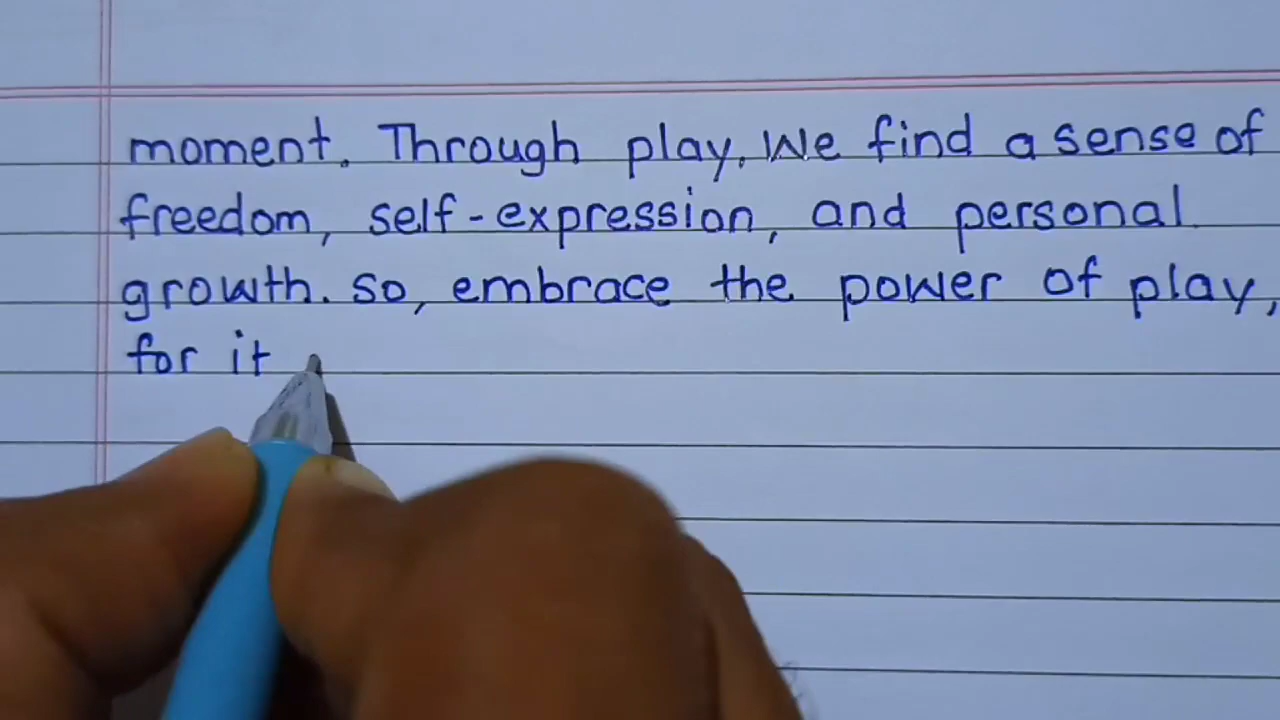 moment. Through play, We find a sense of
freedom, self-expression, and personal
growth. so, embrace the power of play,
for it